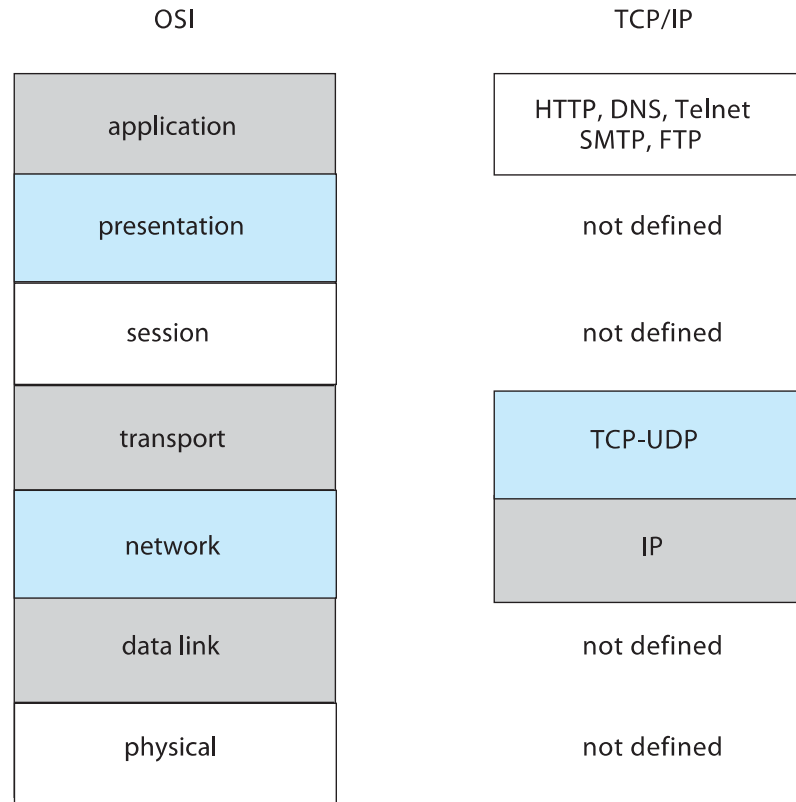 OSI
TCP/IP
application
HTTP, DNS, Telnet
SMTP, FTP
presentation
not defined
session
not defined
transport
TCP-UDP
network
IP
data link
not defined
physical
not defined